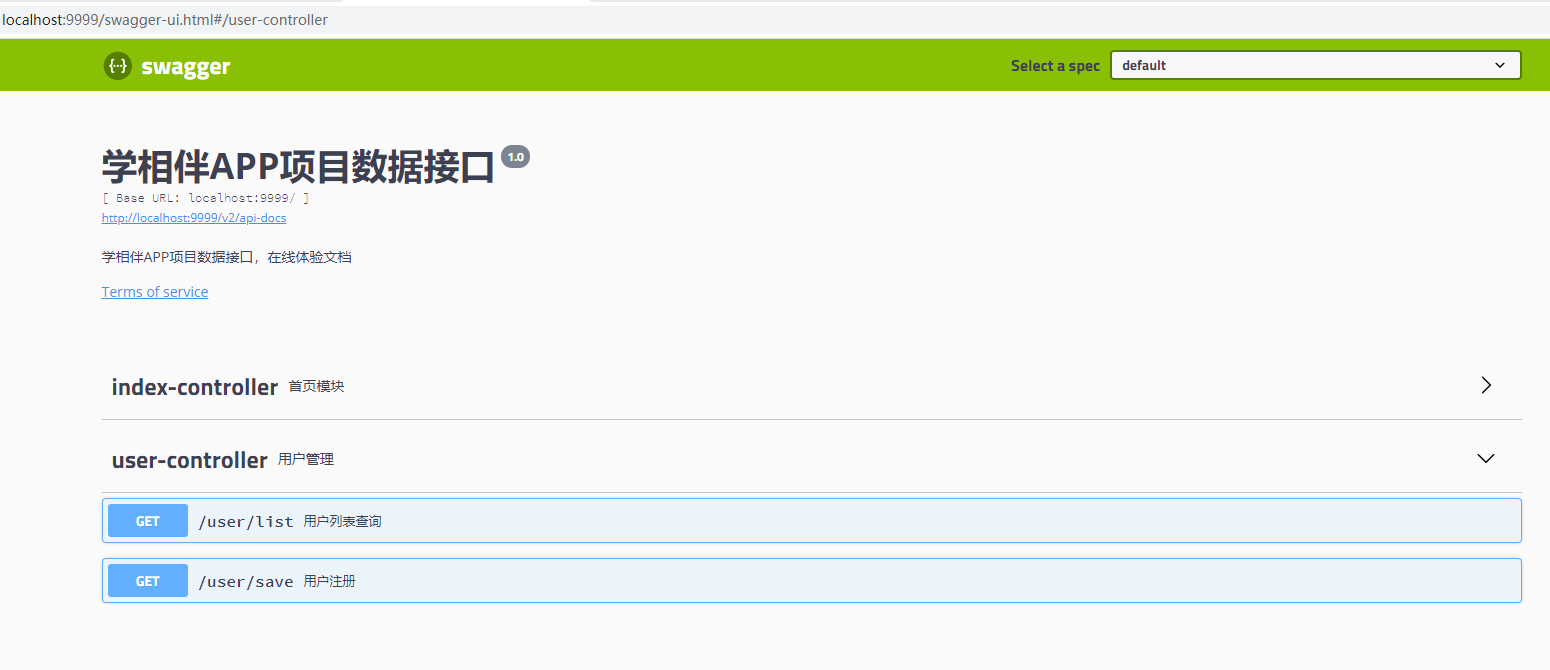 localhost:9999/swagger-ui.html#/user-controller
{···} swagger Select a spec default
学相伴APP项目数据接口 1.0
[ Base URL: localhost:9999/ ]
http://localhost:9999/v2/api-docs
学相伴APP项目数据接口，在线体验文档
Terms of service
index-controller 首页模块
user-controller 用户管理
GET /user/list 用户列表查询
GET /user/save 用户注册